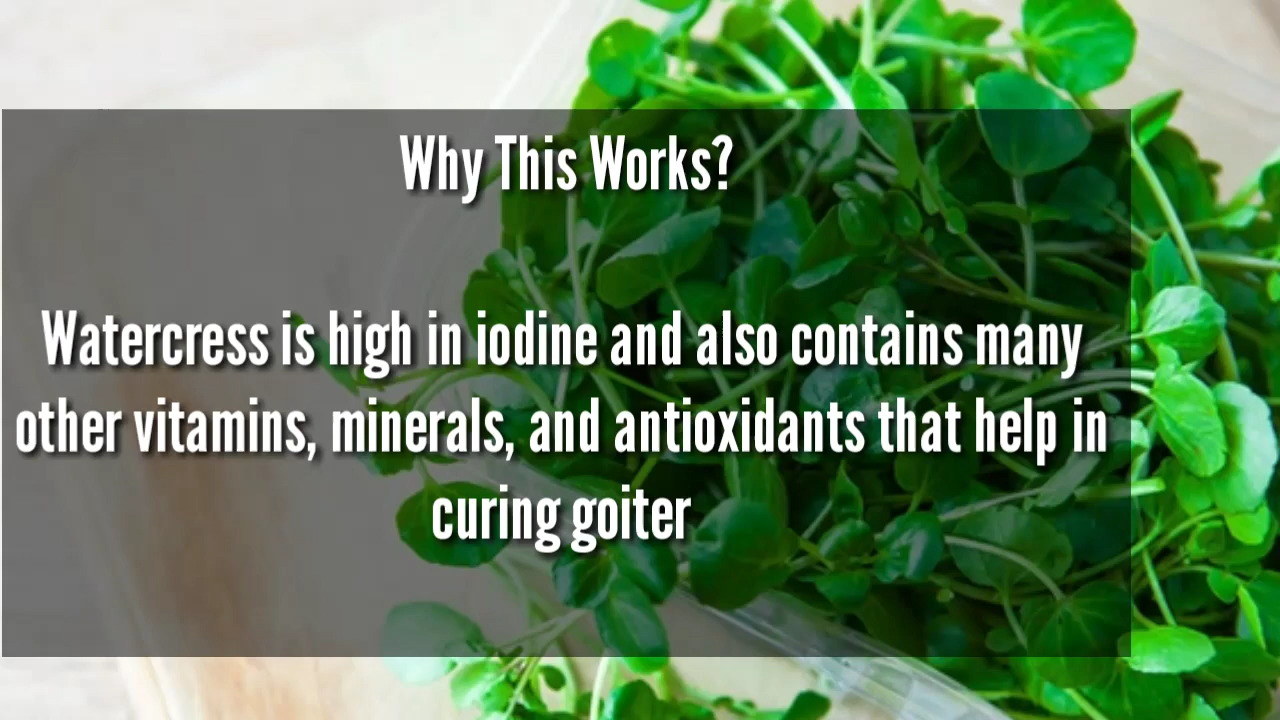 Why This Works?
Watercress is high in iodine and also contains many
other vitamins, minerals, and antioxidants that help in
curing goiter